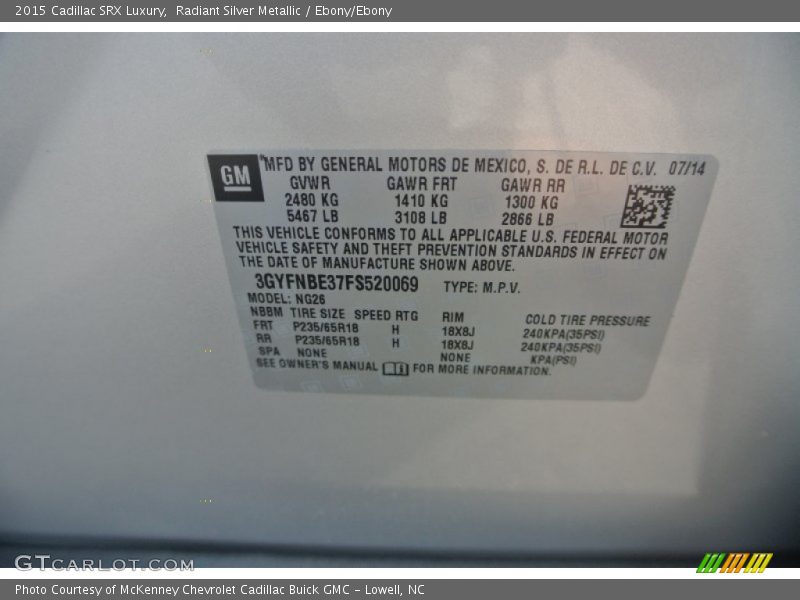 2015 Cadillac SRX Luxury, Radiant Silver Metallic / Ebony/Ebony
GM
MFD BY GENERAL MOTORS DE MEXICO, S. DE R.L. DE C.V. 07/14
GVWR GAWR FRT GAWR RR
2480 KG 1410 KG 1300 KG
5467 LB 3108 LB 2866 LB
THIS VEHICLE CONFORMS TO ALL APPLICABLE U.S. FEDERAL MOTOR
VEHICLE SAFETY AND THEFT PREVENTION STANDARDS IN EFFECT ON
THE DATE OF MANUFACTURE SHOWN ABOVE.
3GYFNBE37FS520069 TYPE: M.P.V.
MODEL: NG26
NBBM TIRE SIZE SPEED RTG RIM COLD TIRE PRESSURE
FRT P235/65R18 H 18X8J 240KPA(35PSI)
RR P235/65R18 H 18X8J 240KPA(35PSI)
SPA NONE NONE KPA(PSI)
SEE OWNER'S MANUAL FOR MORE INFORMATION.
GTCARLOT.COM
Photo Courtesy of McKenney Chevrolet Cadillac Buick GMC - Lowell, NC